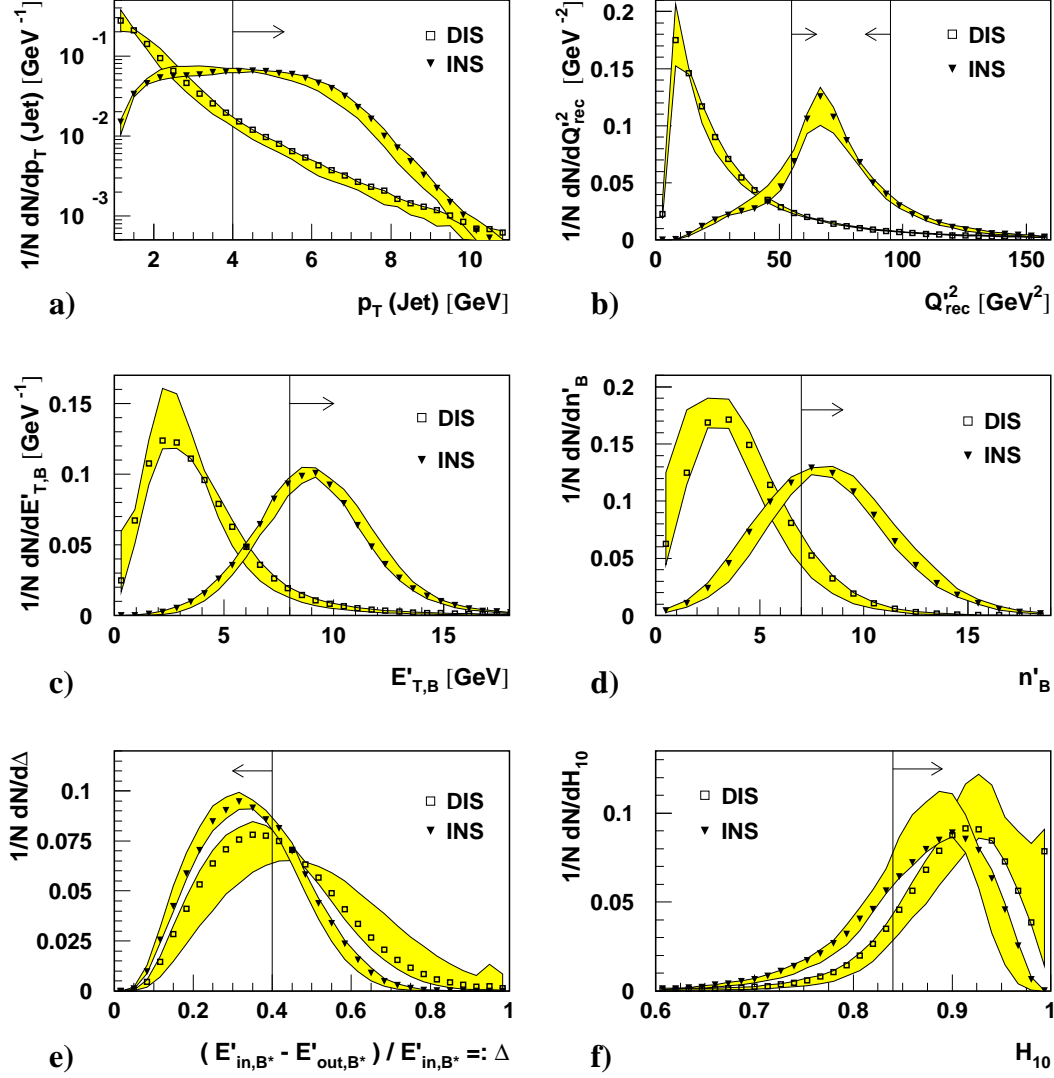 1/N dN/dp_T (Jet) [GeV^-1]
10^-1
10^-2
10^-3
DIS
INS
2 4 6 8 10
a)
p_T (Jet) [GeV]
1/N dN/dQ'^2_rec [GeV^-2]
0.2
0.15
0.1
0.05
0
DIS
INS
0 50 100 150
b)
Q'^2_rec [GeV^2]
1/N dN/dE'_T,B [GeV^-1]
0.15
0.1
0.05
0
DIS
INS
0 5 10 15
c)
E'_T,B [GeV]
1/N dN/dn'_B
0.2
0.15
0.1
0.05
0
DIS
INS
0 5 10 15
d)
n'_B
1/N dN/dΔ
0.1
0.075
0.05
0.025
0
DIS
INS
0 0.2 0.4 0.6 0.8 1
e)
( E'_in,B* - E'_out,B* ) / E'_in,B* =: Δ
1/N dN/dH_10
0.1
0.05
0
DIS
INS
0.6 0.7 0.8 0.9 1
f)
H_10